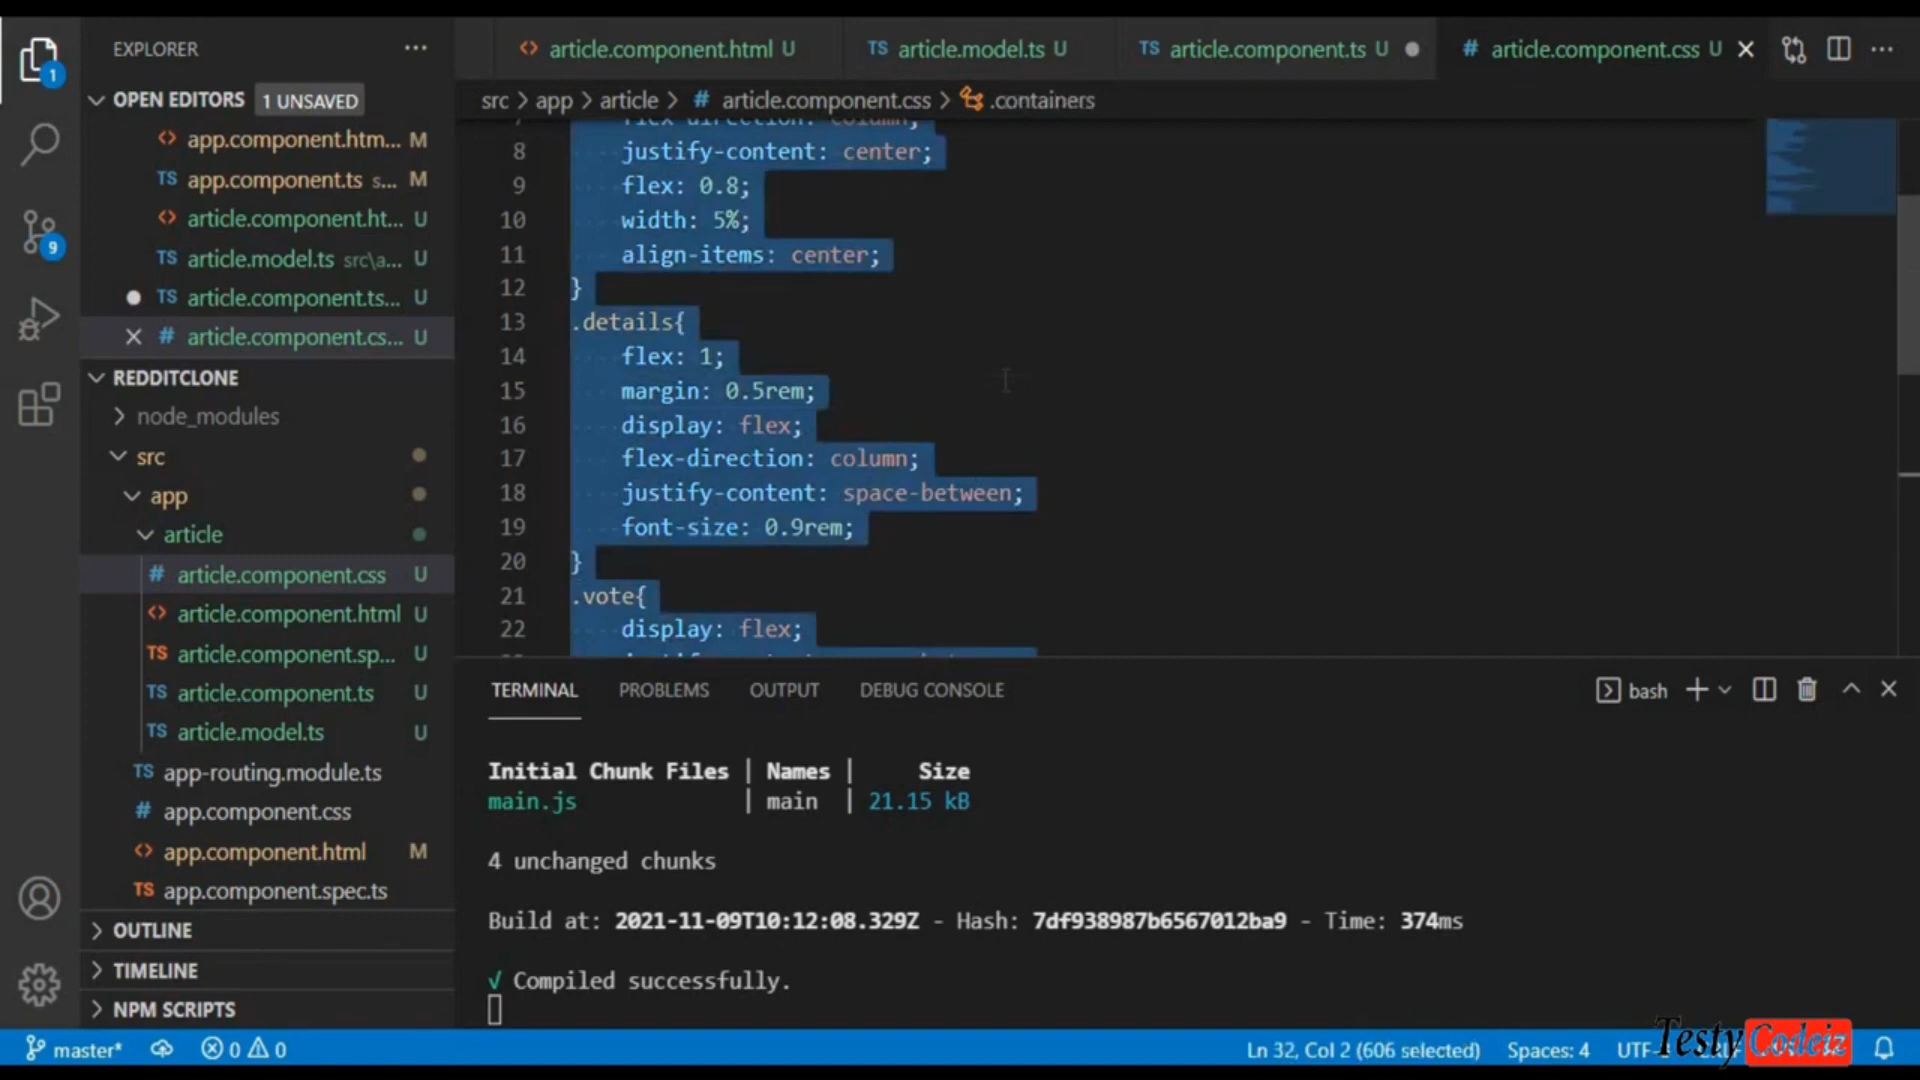 EXPLORER
article.component.html U
article.model.ts U
article.component.ts U
article.component.css U
OPEN EDITORS 1 UNSAVED
src > app > article > # article.component.css > .containers
app.component.htm... M
app.component.ts s... M
article.component.ht... U
article.model.ts src\a... U
article.component.ts... U
article.component.cs... U
REDDITCLONE
node_modules
src
app
article
article.component.css U
article.component.html U
article.component.sp... U
article.component.ts U
article.model.ts U
app-routing.module.ts
app.component.css
app.component.html M
app.component.spec.ts
OUTLINE
TIMELINE
NPM SCRIPTS
flex-direction: column;
8 justify-content: center;
9 flex: 0.8;
10 width: 5%;
11 align-items: center;
12 }
13 .details{
14 flex: 1;
15 margin: 0.5rem;
16 display: flex;
17 flex-direction: column;
18 justify-content: space-between;
19 font-size: 0.9rem;
20 }
21 .vote{
22 display: flex;
TERMINAL PROBLEMS OUTPUT DEBUG CONSOLE
bash
Initial Chunk Files | Names | Size
main.js | main | 21.15 kB
4 unchanged chunks
Build at: 2021-11-09T10:12:08.329Z - Hash: 7df938987b6567012ba9 - Time: 374ms
√ Compiled successfully.
master* 0 0
Ln 32, Col 2 (606 selected) Spaces: 4
Testy Codeiz
1
9